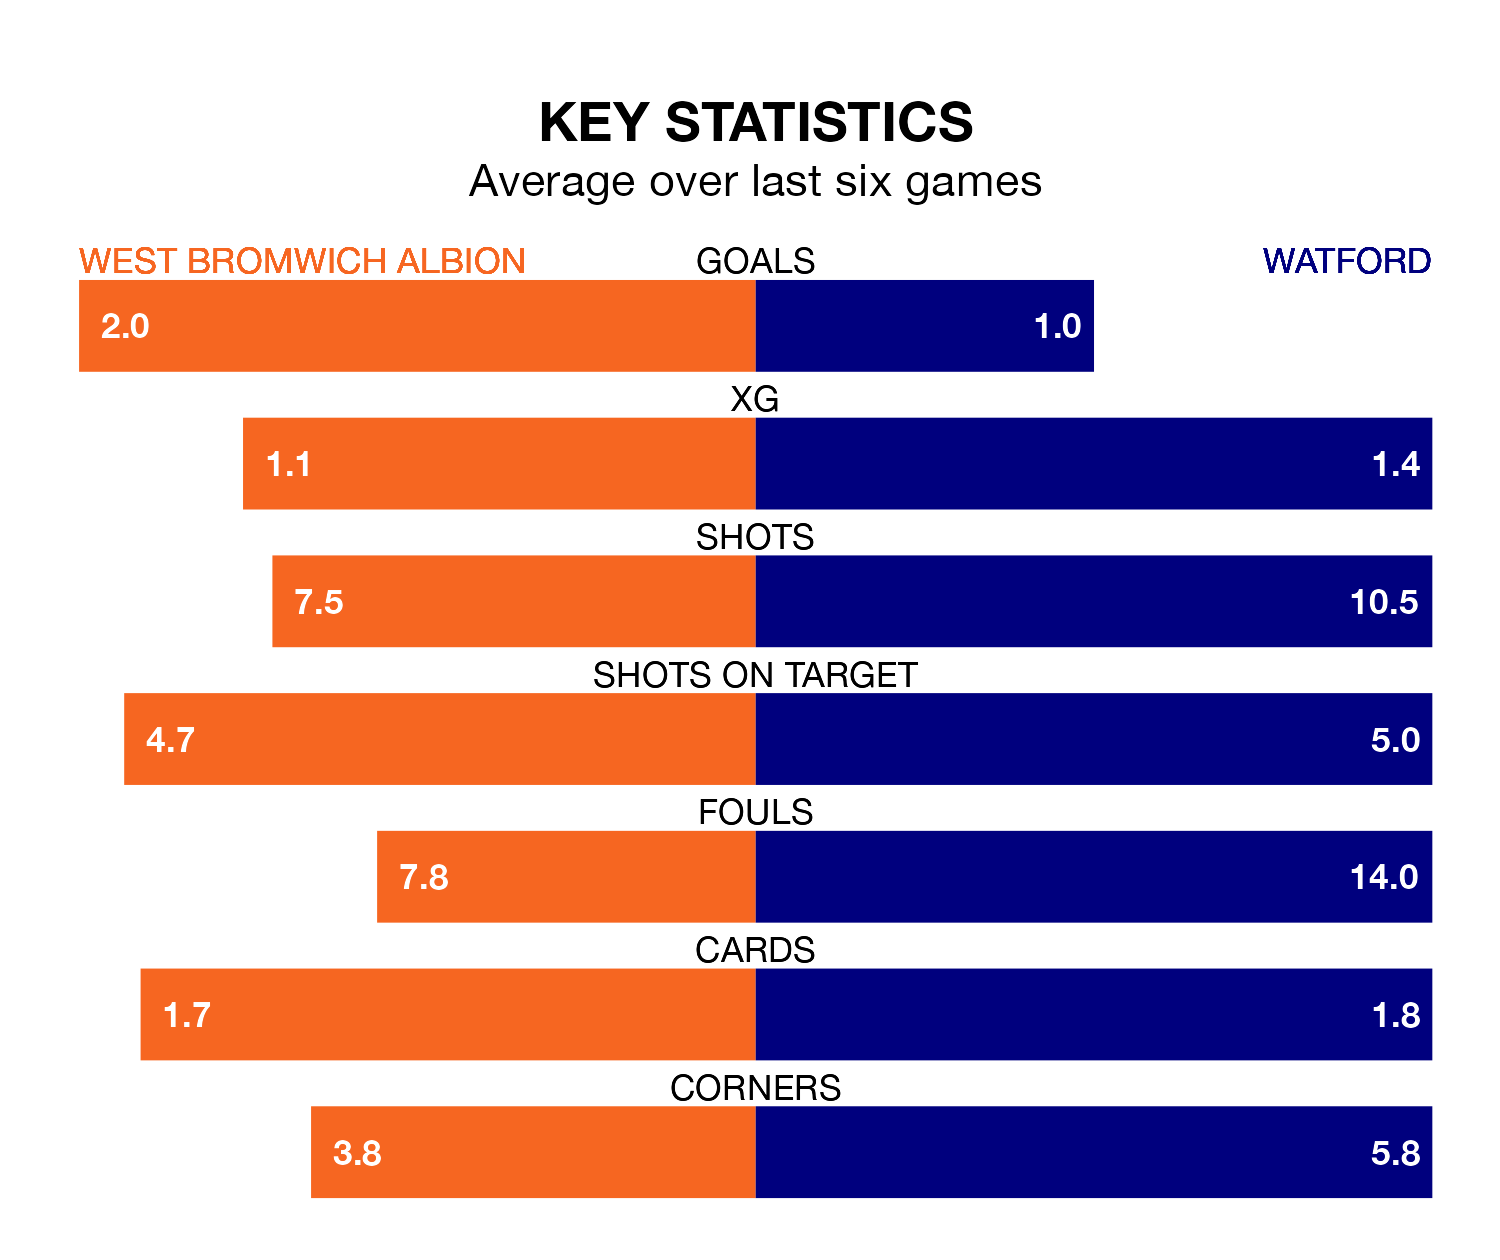 KEY STATISTICS
Average over last six games
WEST BROMWICH ALBION GOALS WATFORD
2.0 1.0
XG
1.1 1.4
SHOTS
7.5 10.5
SHOTS ON TARGET
4.7 5.0
FOULS
7.8 14.0
CARDS
1.7 1.8
CORNERS
3.8 5.8